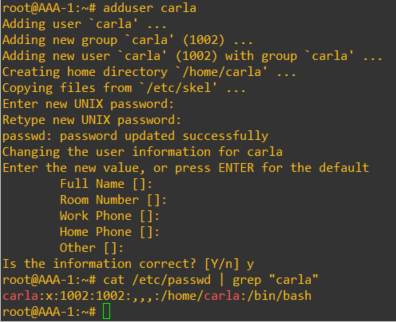 root@AAA-1:~# adduser carla
Adding user `carla' ...
Adding new group `carla' (1002) ...
Adding new user `carla' (1002) with group `carla' ...
Creating home directory `/home/carla' ...
Copying files from `/etc/skel' ...
Enter new UNIX password:
Retype new UNIX password:
passwd: password updated successfully
Changing the user information for carla
Enter the new value, or press ENTER for the default
        Full Name []:
        Room Number []:
        Work Phone []:
        Home Phone []:
        Other []:
Is the information correct? [Y/n] y
root@AAA-1:~# cat /etc/passwd | grep "carla"
carla:x:1002:1002:,,,:/home/carla:/bin/bash
root@AAA-1:~#